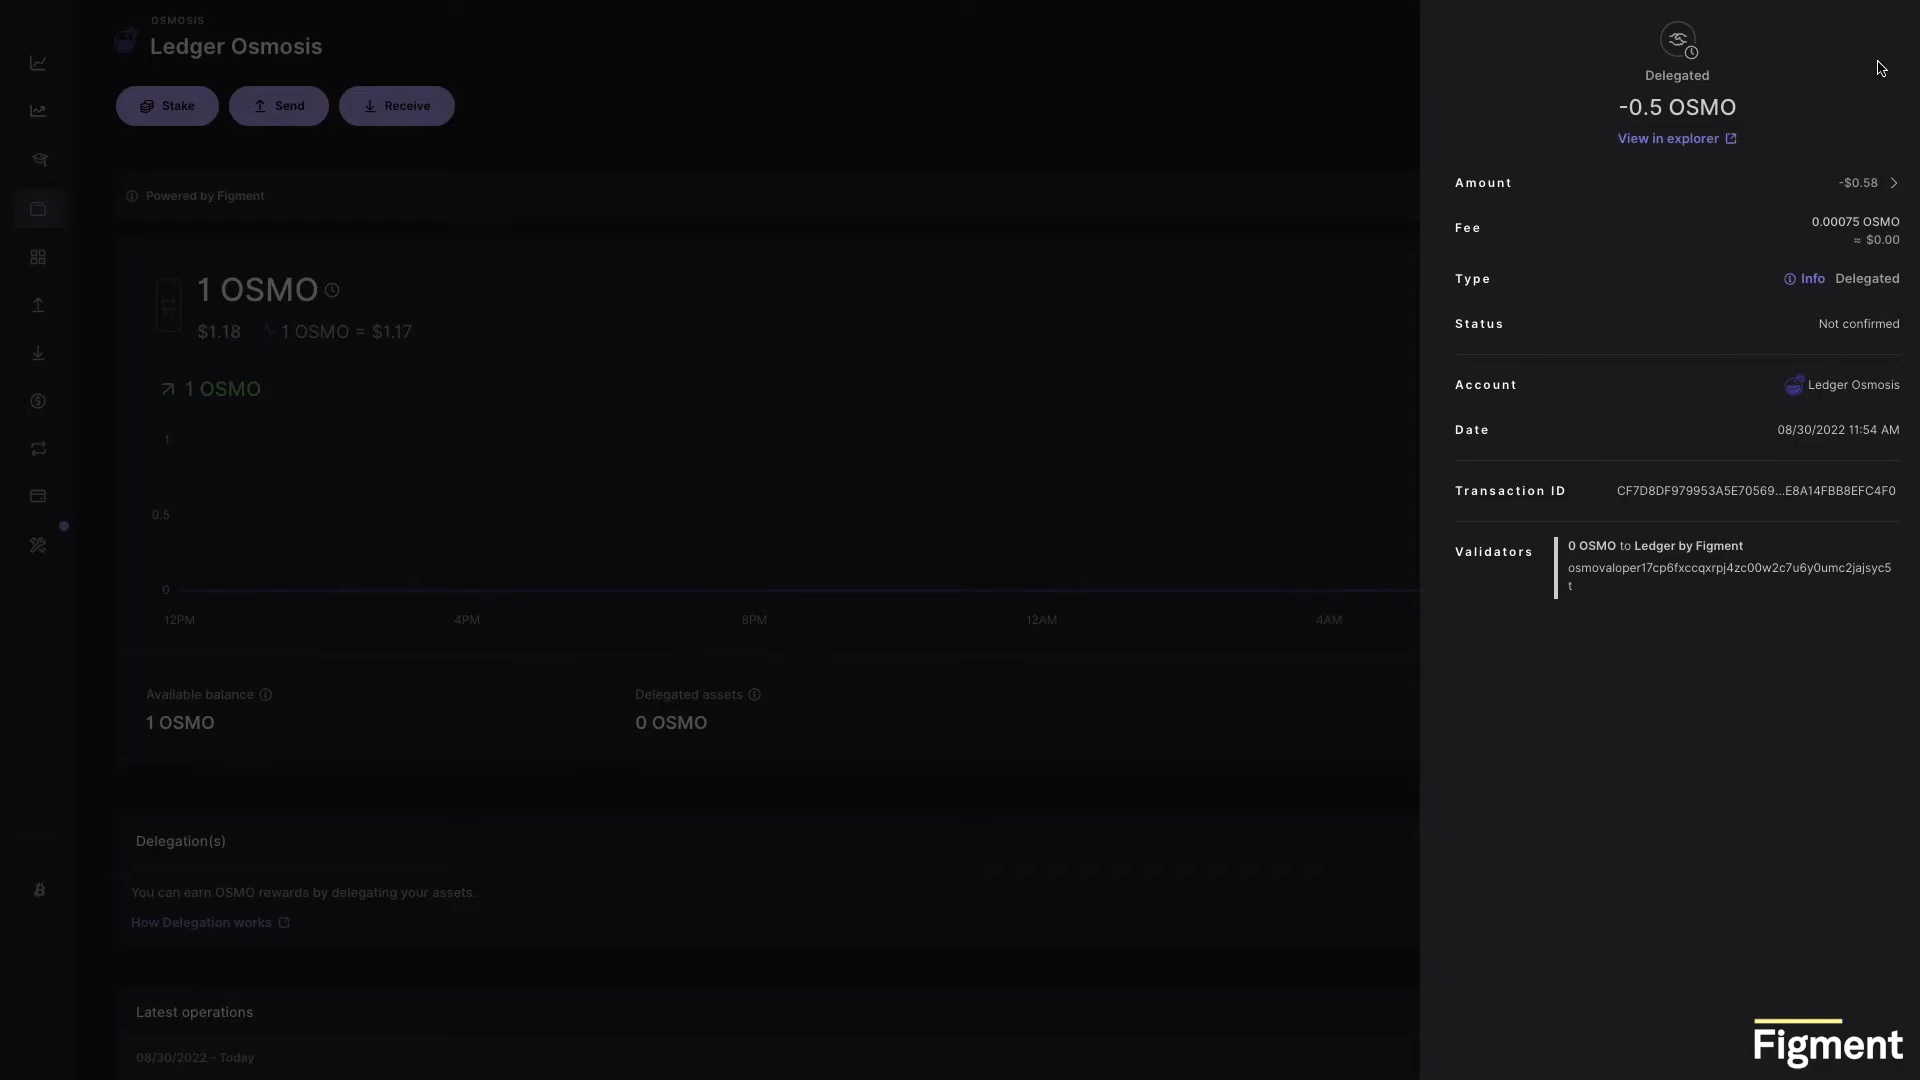 OSMOSIS
Ledger Osmosis
Stake
Send
Receive
Powered by Figment
1 OSMO
$1.18
1 OSMO = $1.17
1 OSMO
1
0.5
0
12PM
4PM
8PM
12AM
4AM
Available balance
1 OSMO
Delegated assets
0 OSMO
Delegation(s)
You can earn OSMO rewards by delegating your assets.
How Delegation works
Latest operations
08/30/2022 – Today
Delegated
-0.5 OSMO
View in explorer
Amount
-$0.58
Fee
0.00075 OSMO
≈ $0.00
Type
Info Delegated
Status
Not confirmed
Account
Ledger Osmosis
Date
08/30/2022 11:54 AM
Transaction ID
CF7D8DF979953A5E70569...E8A14FBB8EFC4F0
Validators
0 OSMO to Ledger by Figment
osmovaloper17cp6fxccqxrpj4zc00w2c7u6y0umc2jajsyc5
t
Figment